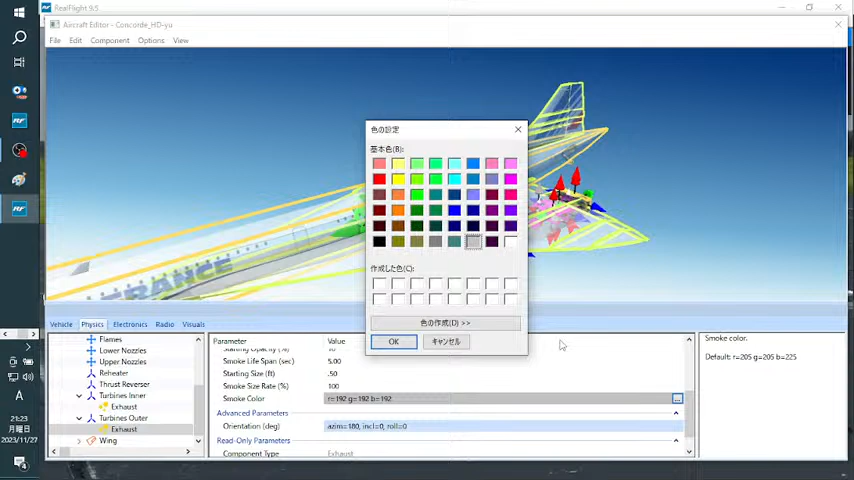 RealFlight 9.5
Aircraft Editor - Concorde_HD-yu
File Edit Component Options View
色の設定
基本色(B):
作成した色(C):
色の作成(D) >>
OK キャンセル
FRANCE
Vehicle Physics Electronics Radio Visuals
Flames
Lower Nozzles
Upper Nozzles
Reheater
Thrust Reverser
Turbines Inner
Exhaust
Turbines Outer
Exhaust
Wing
Parameter Value
Starting Opacity (%)
Smoke Life Span (sec) 5.00
Starting Size (ft) .50
Smoke Size Rate (%) 100
Smoke Color r=192 g=192 b=192
Advanced Parameters
Orientation (deg) azim=180, incl=0, roll=0
Read-Only Parameters
Component Type Exhaust
Smoke color.
Default: r=205 g=205 b=225
A
21:23
月曜日
2023/11/27
4